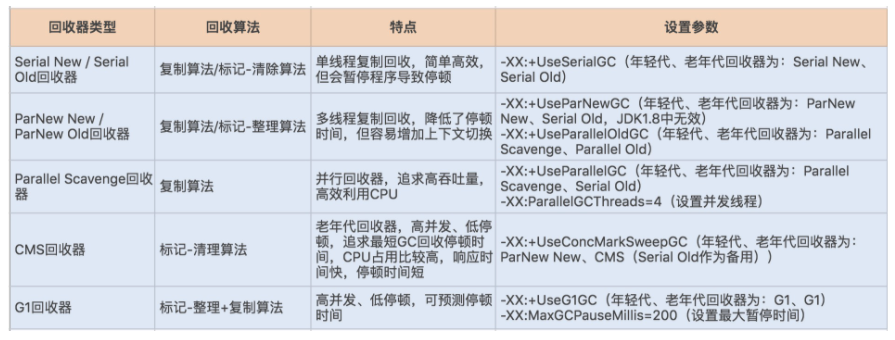 回收器类型 回收算法 特点 设置参数
Serial New / Serial
Old回收器
复制算法/标记-清除算法
单线程复制回收，简单高效，
但会暂停程序导致停顿
-XX:+UseSerialGC（年轻代、老年代回收器为：Serial New、
Serial Old）
ParNew New /
ParNew Old回收器
复制算法/标记-整理算法
多线程复制回收，降低了停顿
时间，但容易增加上下文切换
-XX:+UseParNewGC（年轻代、老年代回收器为：ParNew
New、Serial Old，JDK1.8中无效）
-XX:+UseParallelOldGC（年轻代、老年代回收器为：Parallel
Scavenge、Parallel Old）
Parallel Scavenge回收
器
复制算法
并行回收器，追求高吞吐量，
高效利用CPU
-XX:+UseParallelGC（年轻代、老年代回收器为：Parallel
Scavenge、Serial Old）
-XX:ParallelGCThreads=4（设置并发线程）
CMS回收器
标记-清理算法
老年代回收器，高并发、低停
顿，追求最短GC回收停顿时
间，CPU占用比较高，响应时
间快，停顿时间短
-XX:+UseConcMarkSweepGC（年轻代、老年代回收器为：
ParNew New、CMS（Serial Old作为备用））
G1回收器
标记-整理+复制算法
高并发、低停顿，可预测停顿
时间
-XX:+UseG1GC（年轻代、老年代回收器为：G1、G1）
-XX:MaxGCPauseMillis=200（设置最大暂停时间）